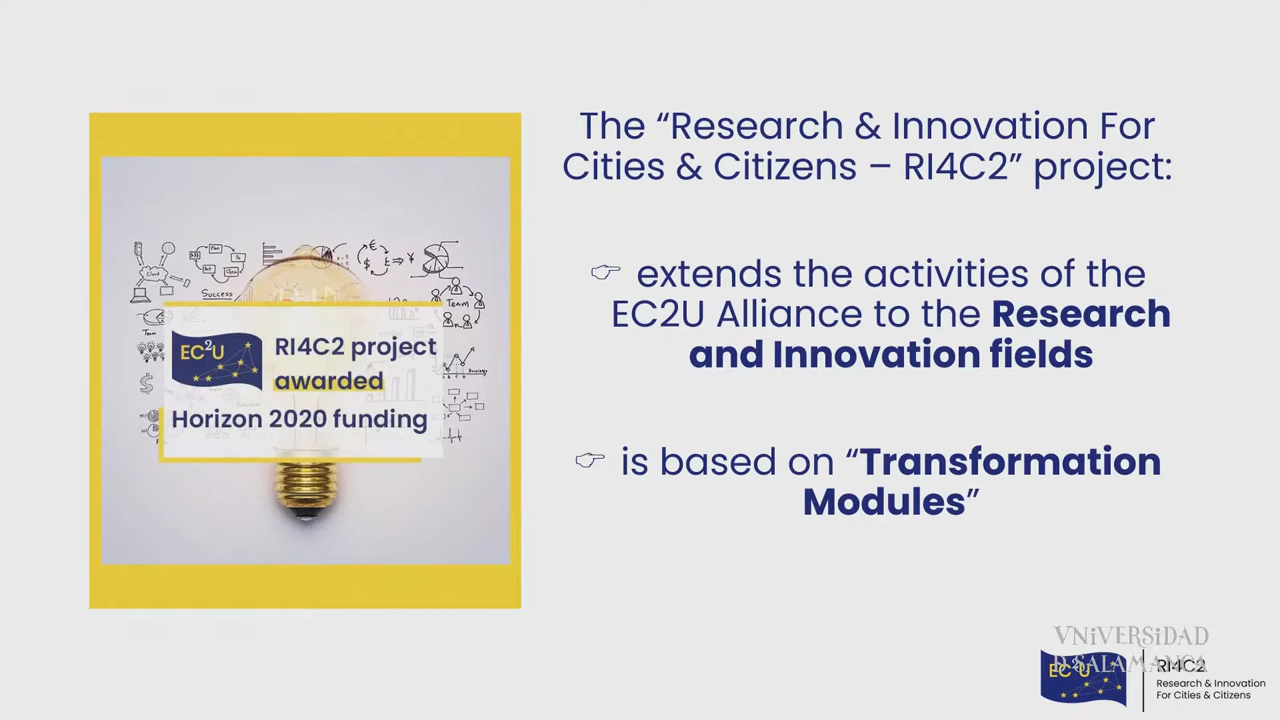 The “Research & Innovation For
Cities & Citizens – RI4C2” project:
☞ extends the activities of the
EC2U Alliance to the Research
and Innovation fields
☞ is based on “Transformation
Modules”
Success
Team
Team
EC²U
RI4C2 project
awarded
Horizon 2020 funding
VNiVERSiDAD
D SALAMANCA
EC²U
RI4C2
Research & Innovation
For Cities & Citizens